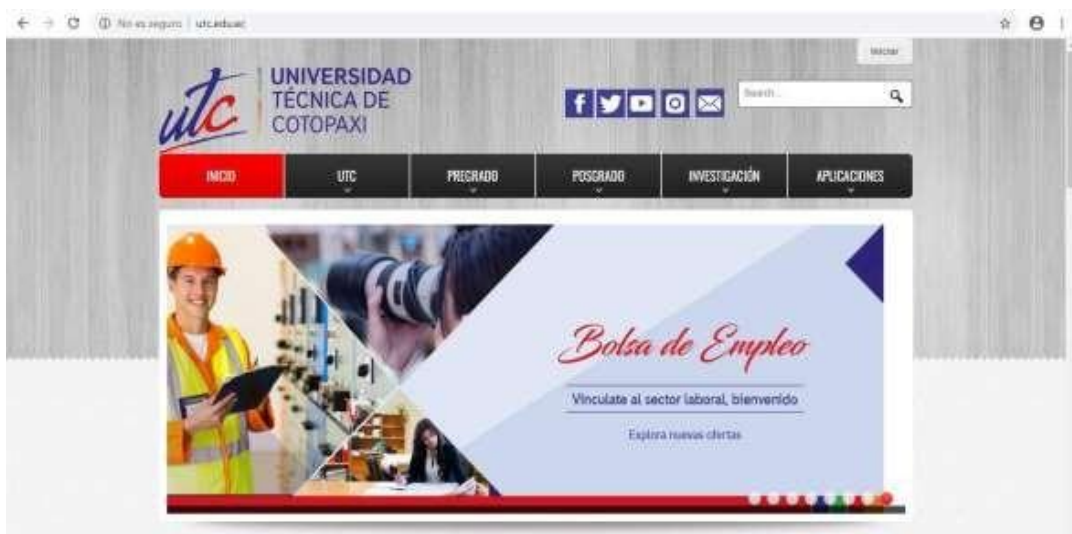 No es seguro | utc.edu.ec
Iniciar
utc
UNIVERSIDAD
TÉCNICA DE
COTOPAXI
Search...
INICIO UTC PREGRADO POSGRADO INVESTIGACIÓN APLICACIONES
Bolsa de Empleo
Vinculate al sector laboral, bienvenido
Explora nuevas ofertas